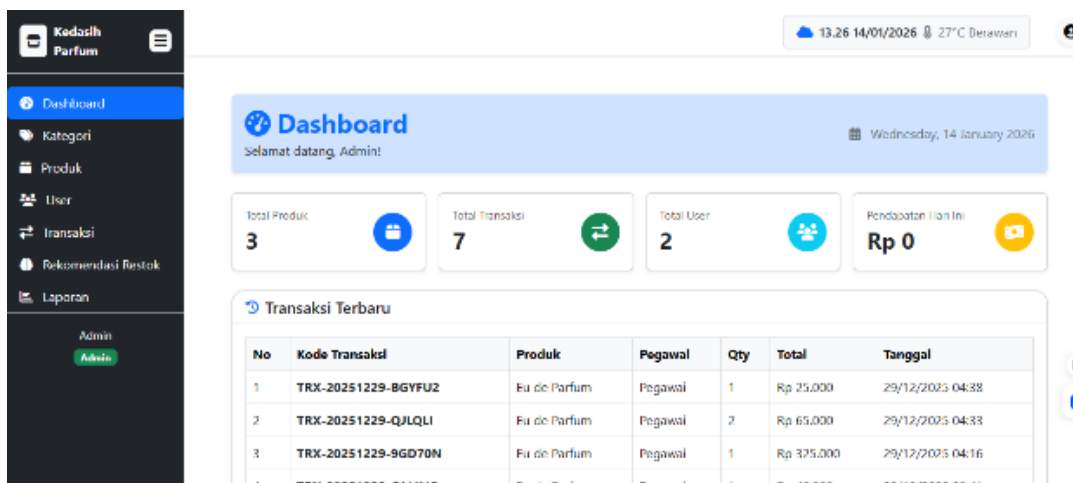 Kedasih
Parfum
13.26 14/01/2026 27°C Berawan
Dashboard
Kategori
Produk
User
Transaksi
Rekomendasi Restok
Laporan
Admin
Admin
Dashboard
Selamat datang, Admin!
Wednesday, 14 January 2026
Total Produk
3
Total Transaksi
7
Total User
2
Pendapatan Hari Ini
Rp 0
Transaksi Terbaru
No Kode Transaksi Produk Pegawai Qty Total Tanggal
1 TRX-20251229-BGYFU2 Eu de Parfum Pegawai 1 Rp 25.000 29/12/2025 04:38
2 TRX-20251229-QJLQLI Eu de Parfum Pegawai 2 Rp 65.000 29/12/2025 04:33
3 TRX-20251229-9GD70N Eu de Parfum Pegawai 1 Rp 325.000 29/12/2025 04:16